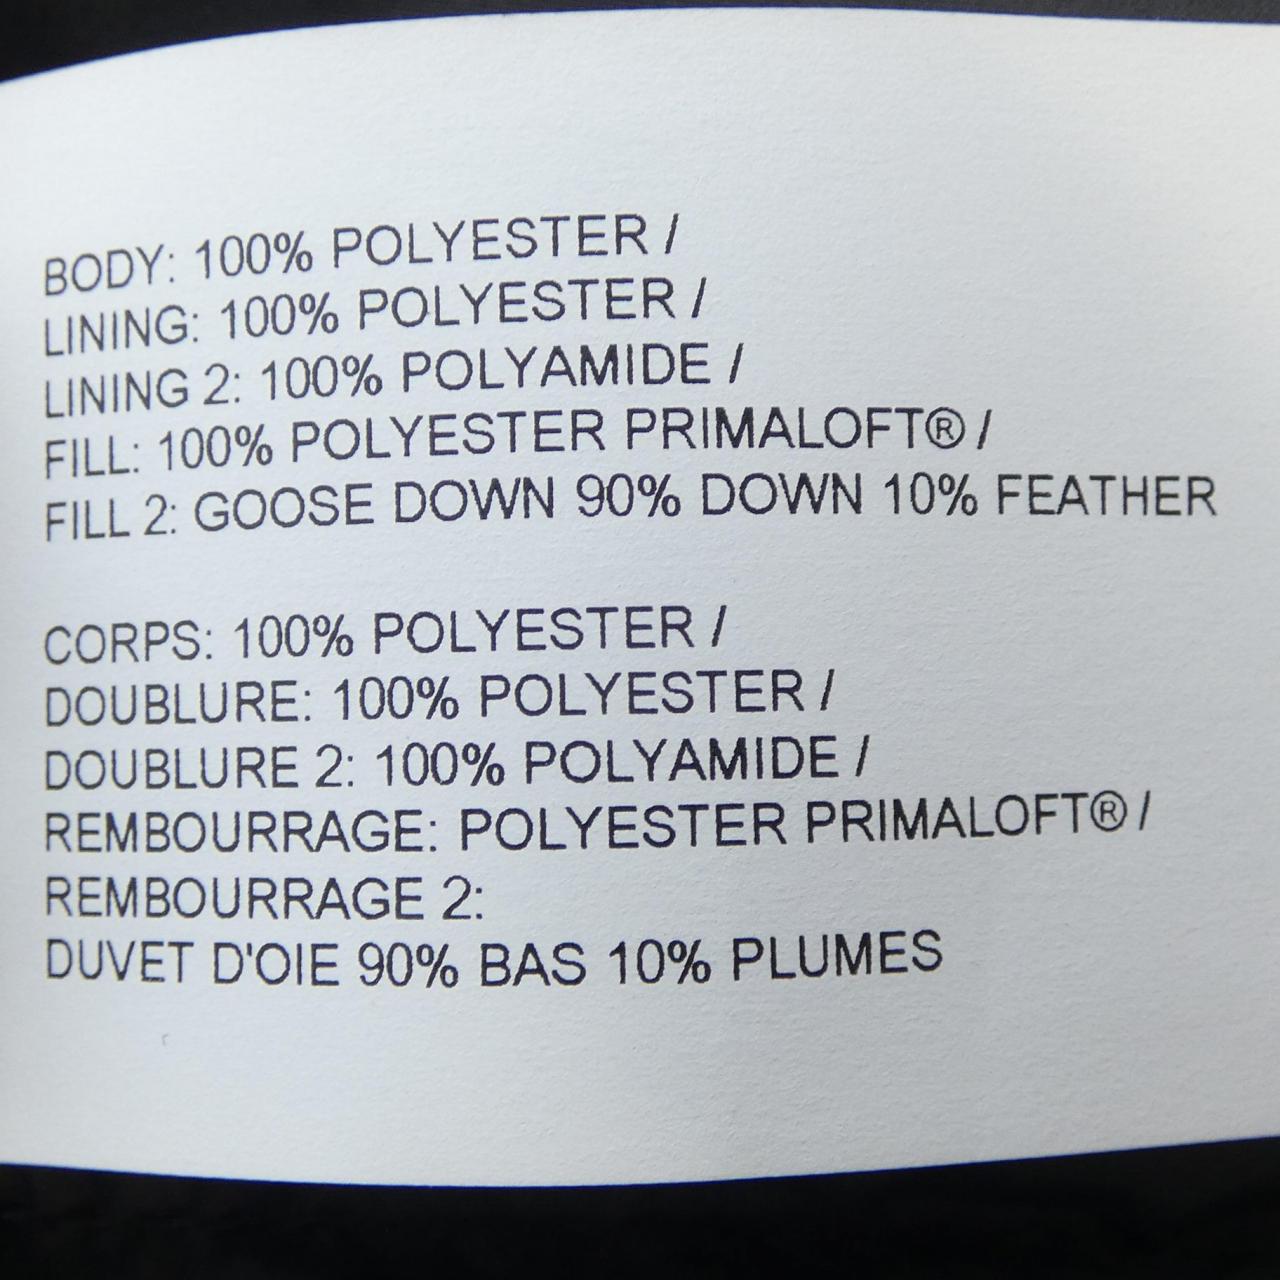 BODY: 100% POLYESTER /
LINING: 100% POLYESTER /
LINING 2: 100% POLYAMIDE /
FILL: 100% POLYESTER PRIMALOFT® /
FILL 2: GOOSE DOWN 90% DOWN 10% FEATHER
CORPS: 100% POLYESTER /
DOUBLURE: 100% POLYESTER /
DOUBLURE 2: 100% POLYAMIDE /
REMBOURRAGE: POLYESTER PRIMALOFT® /
REMBOURRAGE 2:
DUVET D'OIE 90% BAS 10% PLUMES